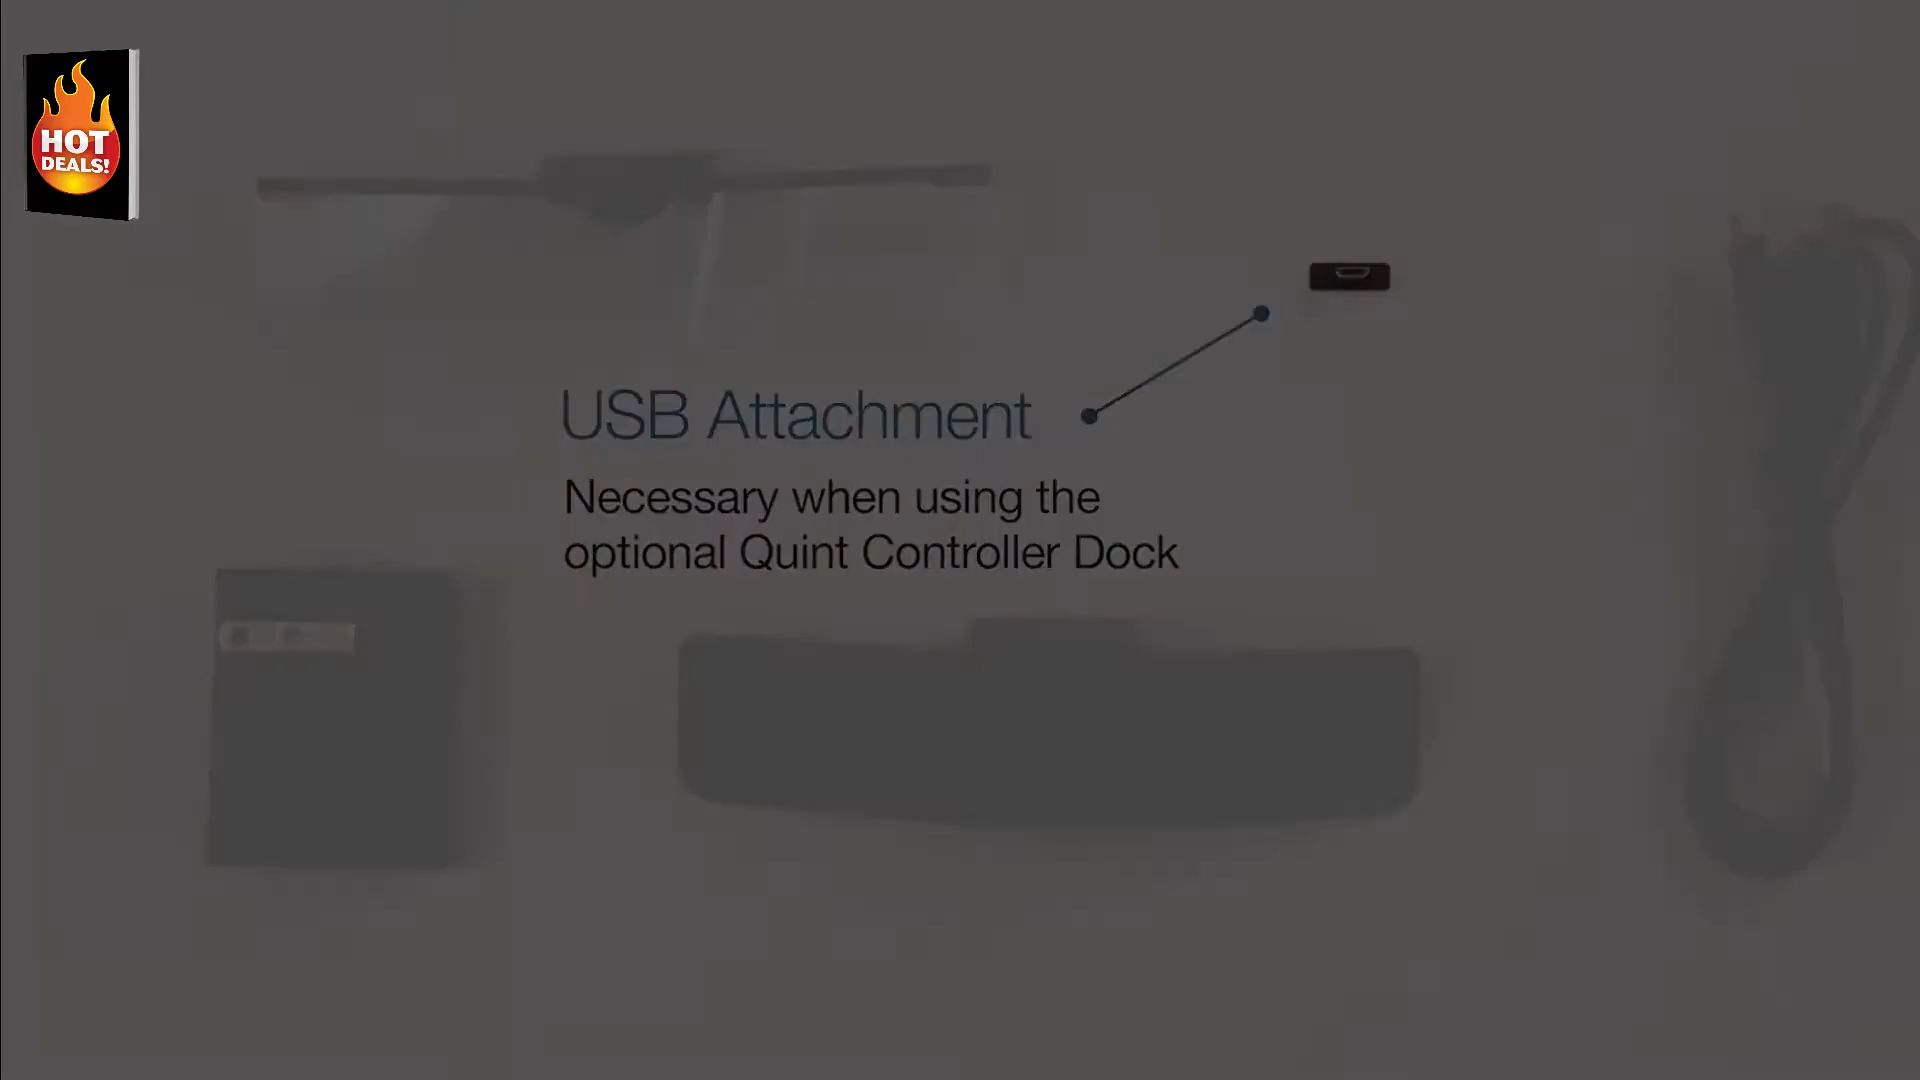 HOT
DEALS!
USB Attachment
Necessary when using the
optional Quint Controller Dock